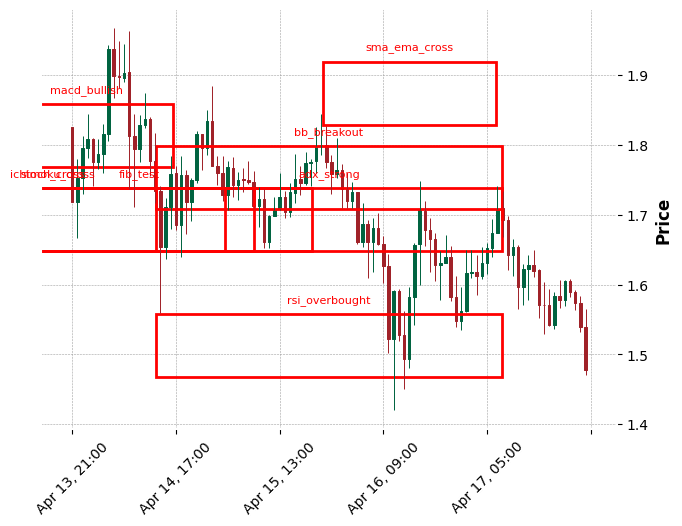 sma_ema_cross
macd_bullish
bb_breakout
fib_test
adx_strong
rsi_overbought
1.9
1.8
1.7
1.6
1.5
1.4
Price
Apr 13, 21:00
Apr 14, 17:00
Apr 15, 13:00
Apr 16, 09:00
Apr 17, 05:00